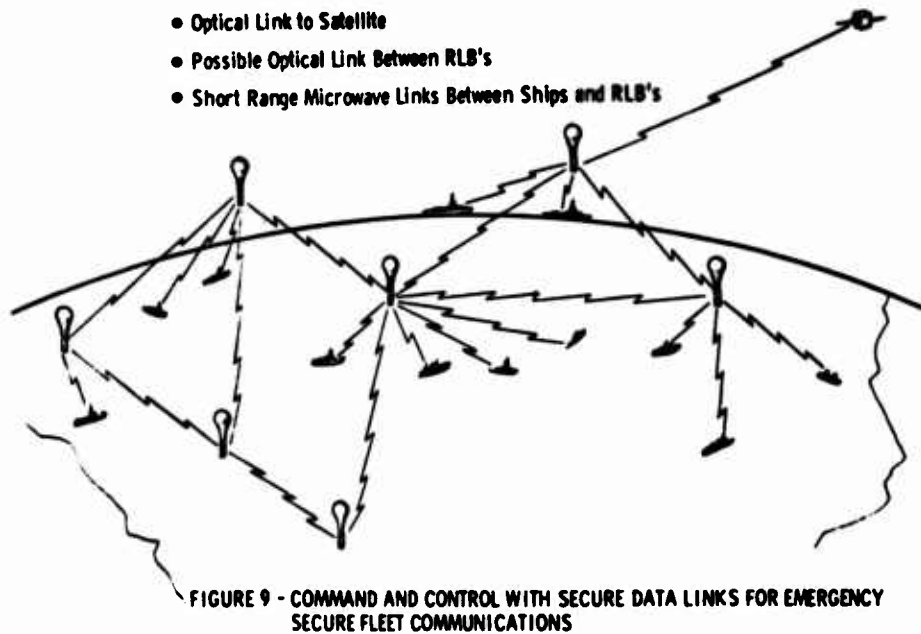 • Optical Link to Satellite
• Possible Optical Link Between RLB's
• Short Range Microwave Links Between Ships and RLB's
FIGURE 9 - COMMAND AND CONTROL WITH SECURE DATA LINKS FOR EMERGENCY
SECURE FLEET COMMUNICATIONS